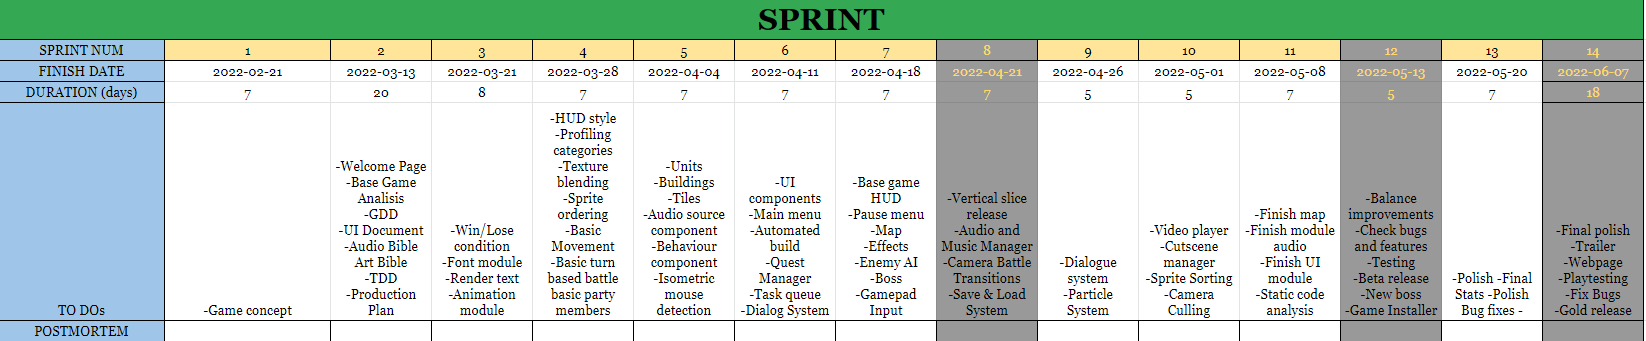 SPRINT
SPRINT NUM 1 2 3 4 5 6 7 8 9 10 11 12 13 14
FINISH DATE 2022-02-21 2022-03-13 2022-03-21 2022-03-28 2022-04-04 2022-04-11 2022-04-18 2022-04-21 2022-04-26 2022-05-01 2022-05-08 2022-05-13 2022-05-20 2022-06-07
DURATION (days) 7 20 8 7 7 7 7 7 5 5 7 5 7 18
TO DOs
-Game concept
-Welcome Page
-Base Game
Analisis
-GDD
-UI Document
-Audio Bible
Art Bible
-TDD
-Production
Plan
-Win/Lose
condition
-Font module
-Render text
-Animation
module
-HUD style
-Profiling
categories
-Texture
blending
-Sprite
ordering
-Basic
Movement
-Basic turn
based battle
basic party
members
-Units
-Buildings
-Tiles
-Audio source
component
-Behaviour
component
-Isometric
mouse
detection
-UI
components
-Main menu
-Automated
build
-Quest
Manager
-Task queue
-Dialog System
-Base game
HUD
-Pause menu
-Map
-Effects
-Enemy AI
-Boss
-Gamepad
Input
-Vertical slice
release
-Audio and
Music Manager
-Camera Battle
Transitions
-Save & Load
System
-Dialogue
system
-Particle
System
-Video player
-Cutscene
manager
-Sprite Sorting
-Camera
Culling
-Finish map
-Finish module
audio
-Finish UI
module
-Static code
analysis
-Balance
improvements
-Check bugs
and features
-Testing
-Beta release
-New boss
-Game Installer
-Polish -Final
Stats -Polish
Bug fixes -
-Final polish
-Trailer
-Webpage
-Playtesting
-Fix Bugs
-Gold release
POSTMORTEM